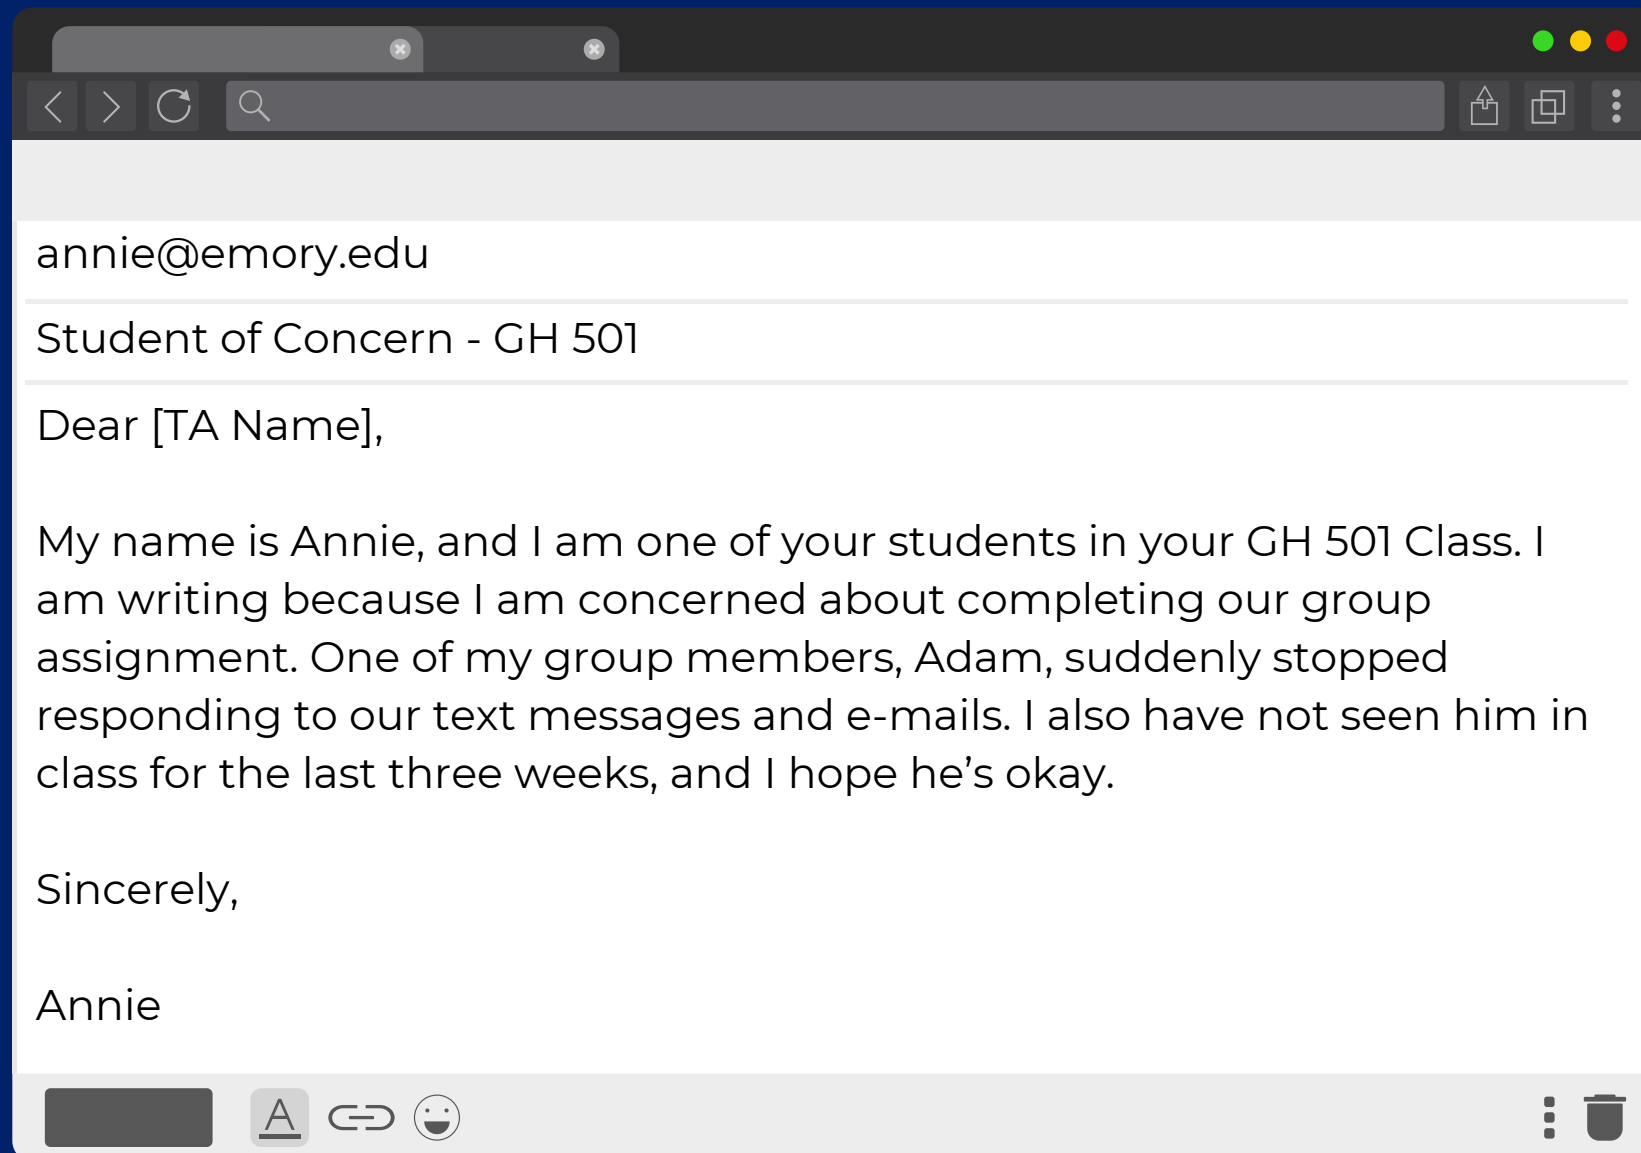 annie@emory.edu
Student of Concern - GH 501
Dear [TA Name],
My name is Annie, and I am one of your students in your GH 501 Class. I
am writing because I am concerned about completing our group
assignment. One of my group members, Adam, suddenly stopped
responding to our text messages and e-mails. I also have not seen him in
class for the last three weeks, and I hope he’s okay.
Sincerely,
Annie
A